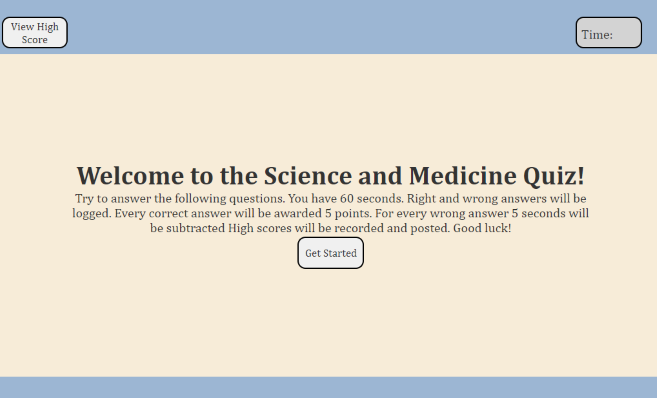 View High
Score
Time:
Welcome to the Science and Medicine Quiz!
Try to answer the following questions. You have 60 seconds. Right and wrong answers will be
logged. Every correct answer will be awarded 5 points. For every wrong answer 5 seconds will
be subtracted High scores will be recorded and posted. Good luck!
Get Started